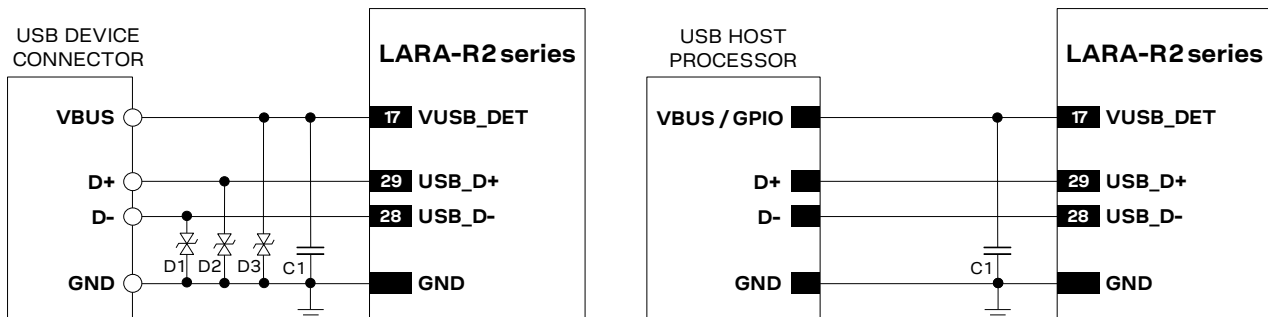 USB DEVICE
CONNECTOR
LARA-R2 series
VBUS
17 VUSB_DET
D+
29 USB_D+
D-
28 USB_D-
D1 D2 D3 C1
GND
GND
USB HOST
PROCESSOR
LARA-R2 series
VBUS / GPIO
17 VUSB_DET
D+
29 USB_D+
D-
28 USB_D-
C1
GND
GND